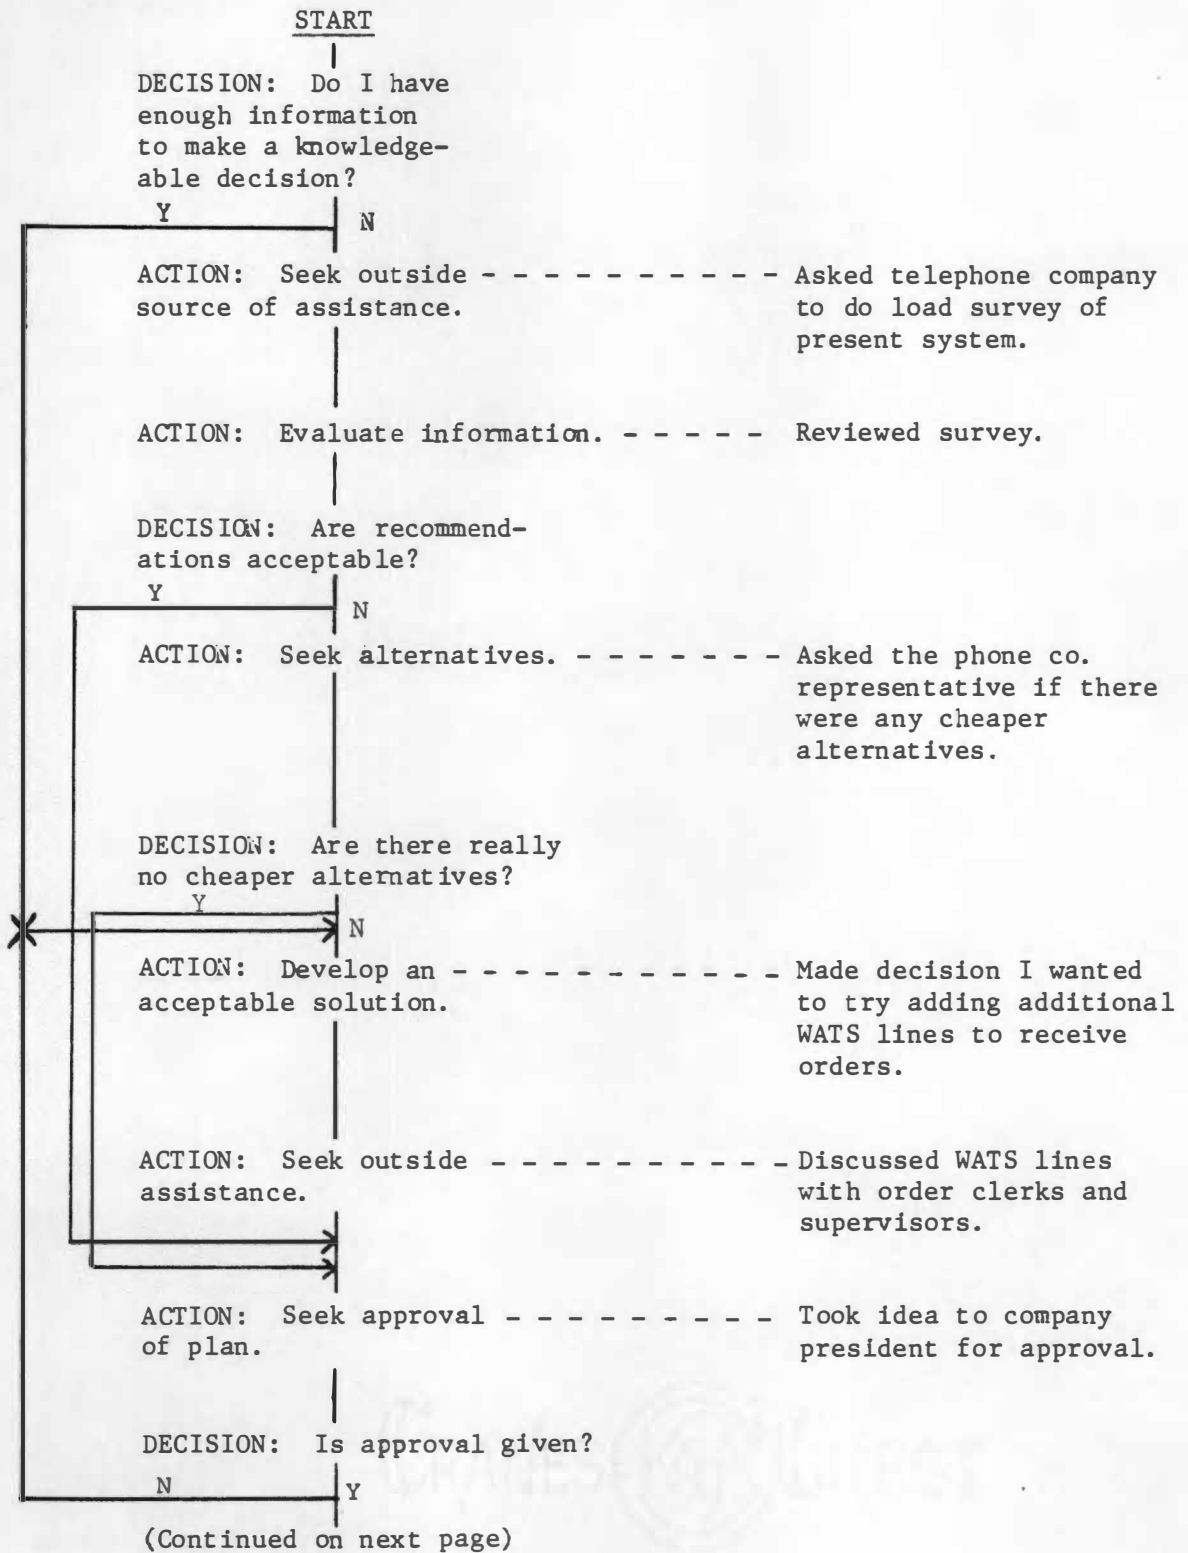 START
DECISION: Do I have
enough information
to make a knowledge-
able decision?
Y N
ACTION: Seek outside - - - - - - - - - - Asked telephone company
source of assistance. to do load survey of
present system.
ACTION: Evaluate information. - - - - - Reviewed survey.
DECISION: Are recommend-
ations acceptable?
Y N
ACTION: Seek alternatives. - - - - - - - Asked the phone co.
representative if there
were any cheaper
alternatives.
DECISION: Are there really
no cheaper alternatives?
Y N
ACTION: Develop an - - - - - - - - - - - Made decision I wanted
acceptable solution. to try adding additional
WATS lines to receive
orders.
ACTION: Seek outside - - - - - - - - - - Discussed WATS lines
assistance. with order clerks and
supervisors.
ACTION: Seek approval - - - - - - - - - Took idea to company
of plan. president for approval.
DECISION: Is approval given?
N Y
(Continued on next page)